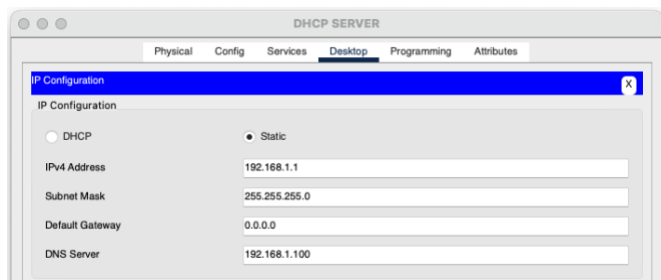 DHCP SERVER
Physical Config Services Desktop Programming Attributes
IP Configuration X
IP Configuration
DHCP Static
IPv4 Address 192.168.1.1
Subnet Mask 255.255.255.0
Default Gateway 0.0.0.0
DNS Server 192.168.1.100